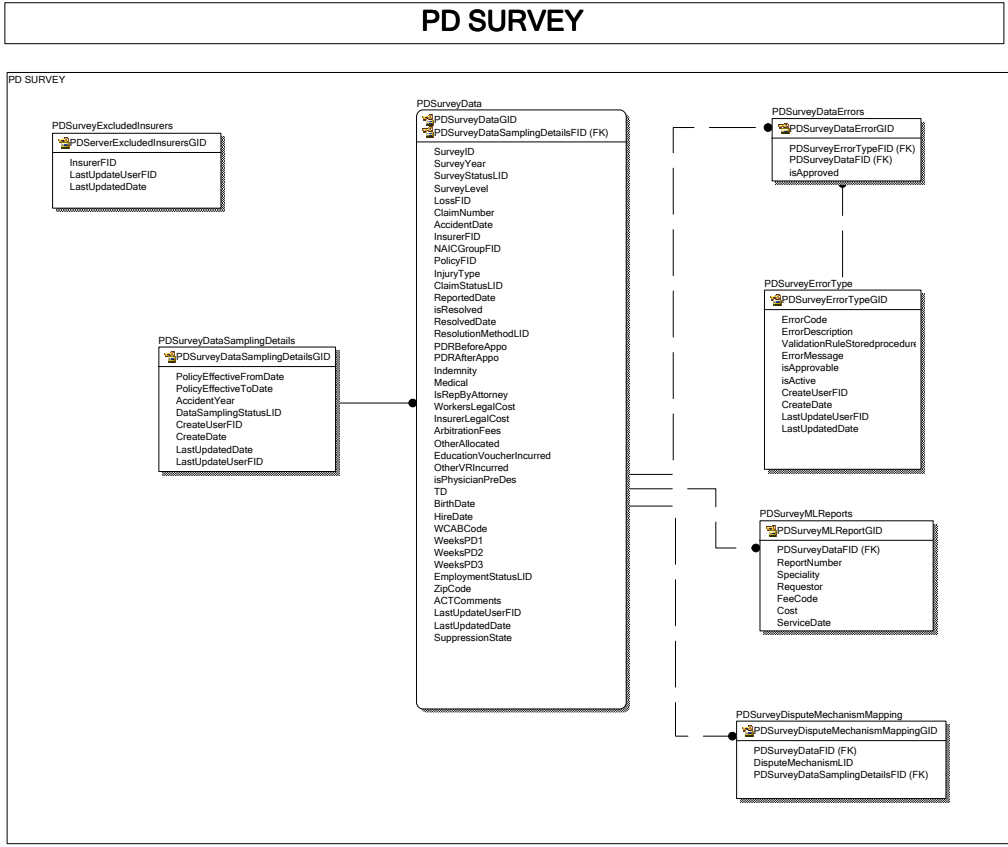 PD SURVEY
PD SURVEY
PDSurveyExcludedInsurers
PDServerExcludedInsurersGID
InsurerFID
LastUpdateUserFID
LastUpdatedDate
PDSurveyDataSamplingDetails
PDSurveyDataSamplingDetailsGID
PolicyEffectiveFromDate
PolicyEffectiveToDate
AccidentYear
DataSamplingStatusLID
CreateUserFID
CreateDate
LastUpdatedDate
LastUpdateUserFID
PDSurveyData
PDSurveyDataGID
PDSurveyDataSamplingDetailsFID (FK)
SurveyID
SurveyYear
SurveyStatusLID
SurveyLevel
LossFID
ClaimNumber
AccidentDate
InsurerFID
NAICGroupFID
PolicyFID
InjuryType
ClaimStatusLID
ReportedDate
isResolved
ResolvedDate
ResolutionMethodLID
PDRBeforeAppo
PDRAfterAppo
Indemnity
Medical
IsRepByAttorney
WorkersLegalCost
InsurerLegalCost
ArbitrationFees
OtherAllocated
EducationVoucherIncurred
OtherVRIncurred
isPhysicianPreDes
TD
BirthDate
HireDate
WCABCode
WeeksPD1
WeeksPD2
WeeksPD3
EmploymentStatusLID
ZipCode
ACTComments
LastUpdateUserFID
LastUpdatedDate
SuppressionState
PDSurveyDataErrors
PDSurveyDataErrorGID
PDSurveyErrorTypeFID (FK)
PDSurveyDataFID (FK)
isApproved
PDSurveyErrorType
PDSurveyErrorTypeGID
ErrorCode
ErrorDescription
ValidationRuleStoredprocedure
ErrorMessage
isApprovable
isActive
CreateUserFID
CreateDate
LastUpdateUserFID
LastUpdatedDate
PDSurveyMLReports
PDSurveyMLReportGID
PDSurveyDataFID (FK)
ReportNumber
Speciality
Requestor
FeeCode
Cost
ServiceDate
PDSurveyDisputeMechanismMapping
PDSurveyDisputeMechanismMappingGID
PDSurveyDataFID (FK)
DisputeMechanismLID
PDSurveyDataSamplingDetailsFID (FK)